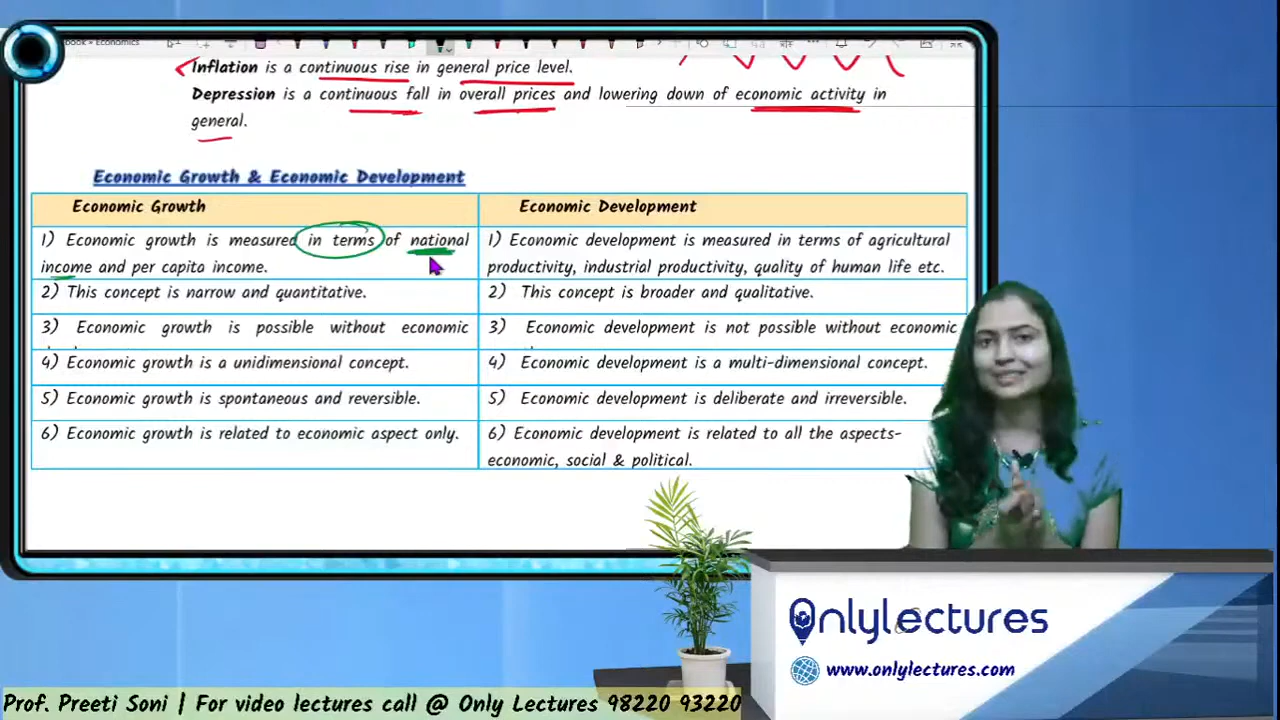 book » Economics
Inflation is a continuous rise in general price level.
Depression is a continuous fall in overall prices and lowering down of economic activity in
general.
Economic Growth & Economic Development
Economic Growth
Economic Development
1) Economic growth is measured in terms of national
income and per capita income.
1) Economic development is measured in terms of agricultural
productivity, industrial productivity, quality of human life etc.
2) This concept is narrow and quantitative.
2) This concept is broader and qualitative.
3) Economic growth is possible without economic
3) Economic development is not possible without economic
4) Economic growth is a unidimensional concept.
4) Economic development is a multi-dimensional concept.
5) Economic growth is spontaneous and reversible.
5) Economic development is deliberate and irreversible.
6) Economic growth is related to economic aspect only.
6) Economic development is related to all the aspects-
economic, social & political.
Onlylectures
www.onlylectures.com
Prof. Preeti Soni | For video lectures call @ Only Lectures 98220 93220